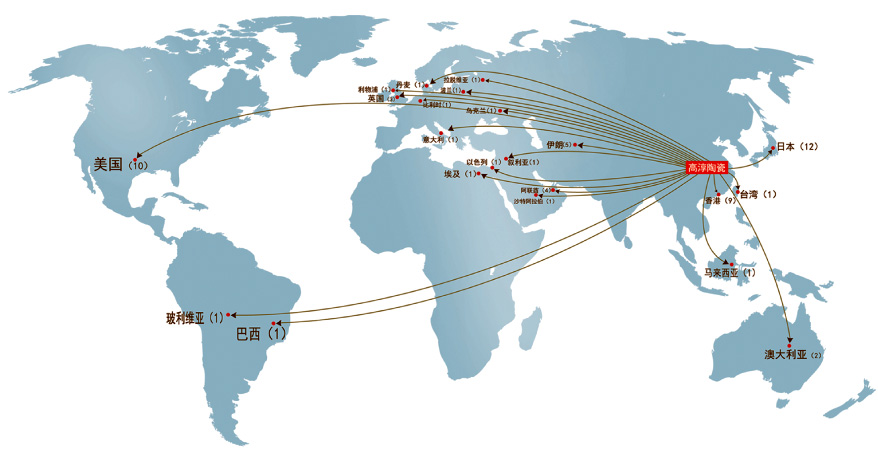 拉脱维亚(1)
丹麦(1)
利物浦(1)
波兰(1)
英国
比利时(1)
乌克兰(1)
意大利(1)
伊朗(5)
日本(12)
美国(10)
以色列(1)
叙利亚(1)
高淳陶瓷
埃及(1)
阿联酋(4)
台湾(1)
沙特阿拉伯(1)
香港(9)
马来西亚(1)
玻利维亚(1)
巴西(1)
澳大利亚(2)